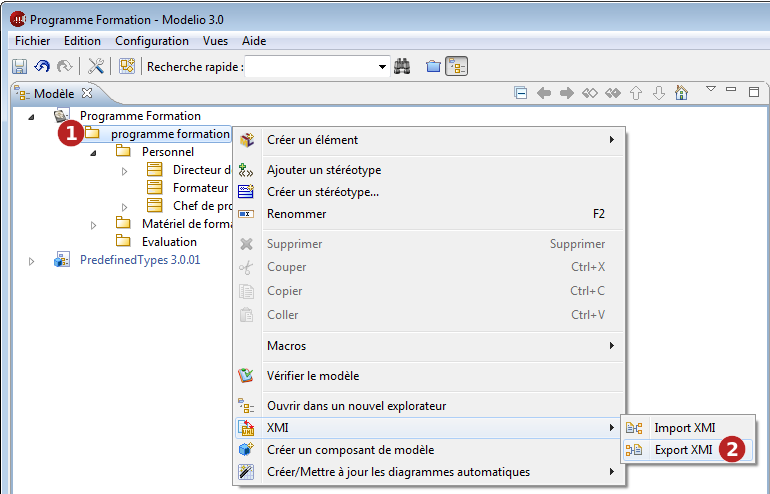 Programme Formation - Modelio 3.0
Fichier Edition Configuration Vues Aide
Recherche rapide :
Modèle
Programme Formation
1 programme formation
Personnel
Directeur d
Formateur
Chef de pro
Matériel de forma
Evaluation
PredefinedTypes 3.0.01
Créer un élément
Ajouter un stéréotype
Créer un stéréotype...
Renommer F2
Supprimer Supprimer
Couper Ctrl+X
Copier Ctrl+C
Coller Ctrl+V
Macros
Vérifier le modèle
Ouvrir dans un nouvel explorateur
XMI
Créer un composant de modèle
Créer/Mettre à jour les diagrammes automatiques
Import XMI
Export XMI 2